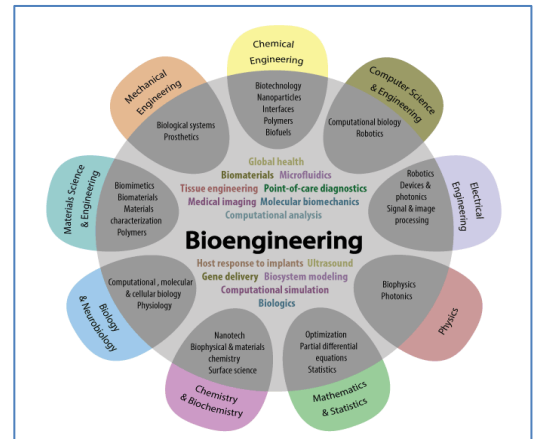 Chemical
Engineering
Biotechnology
Nanoparticles
Interfaces
Polymers
Biofuels
Computer Science
& Engineering
Computational biology
Robotics
Electrical
Engineering
Robotics
Devices &
photonics
Signal & image
processing
Physics
Biophysics
Photonics
Mathematics
& Statistics
Optimization
Partial differential
equations
Statistics
Chemistry
& Biochemistry
Nanotech
Biophysical & materials
chemistry
Surface science
Biology
& Neurobiology
Computational , molecular
& cellular biology
Physiology
Materials Science
& Engineering
Biomimetics
Biomaterials
Materials
characterization
Polymers
Mechanical
Engineering
Biological systems
Prosthetics
Global health
Biomaterials Microfluidics
Tissue engineering Point-of-care diagnostics
Medical imaging Molecular biomechanics
Computational analysis
Bioengineering
Host response to implants Ultrasound
Gene delivery Biosystem modeling
Computational simulation
Biologics